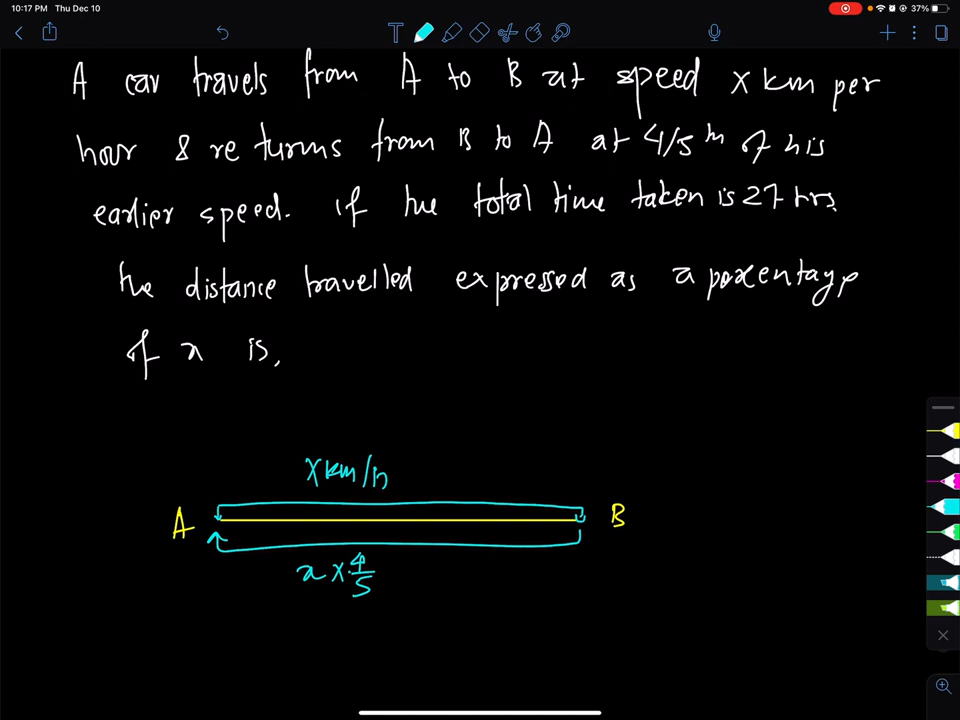 10:17 PM Thu Dec 10
37%
A car travels from A to B at speed x km per
hour & returns from B to A at 4/5 th of his
earlier speed. If the total time taken is 27 hrs,
the distance travelled expressed as a percentage
of x is,
x km/h
A
B
x × 4/5